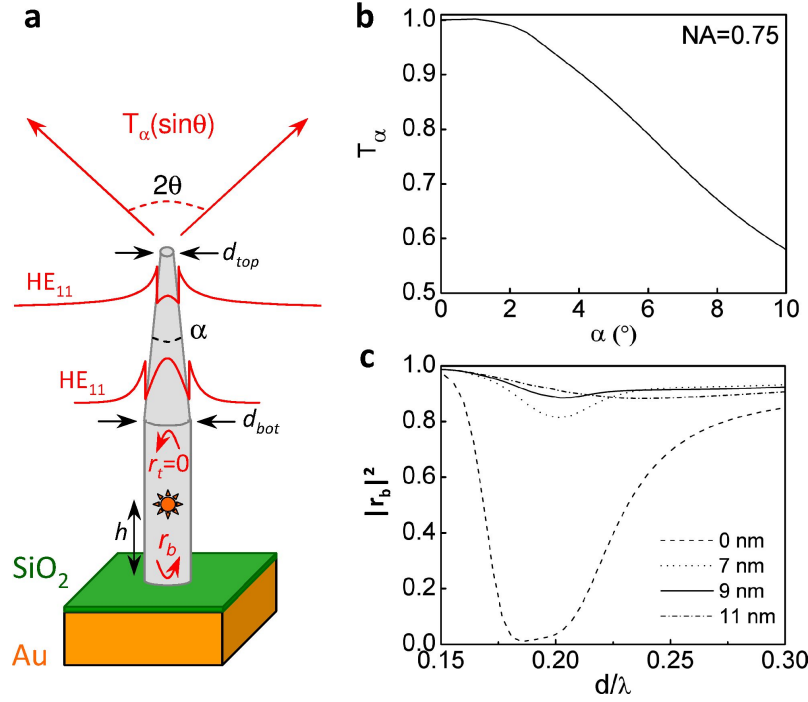 a
T_α(sinθ)
2θ
d_top
HE₁₁
α
HE₁₁
d_bot
r_t=0
h
r_b
SiO₂
Au
b
NA=0.75
1.0
0.9
0.8
0.7
0.6
0.5
T_α
0 2 4 6 8 10
α (°)
c
1.0
0.8
0.6
0.4
0.2
0.0
|r_b|²
0 nm
7 nm
9 nm
11 nm
0.15 0.20 0.25 0.30
d/λ